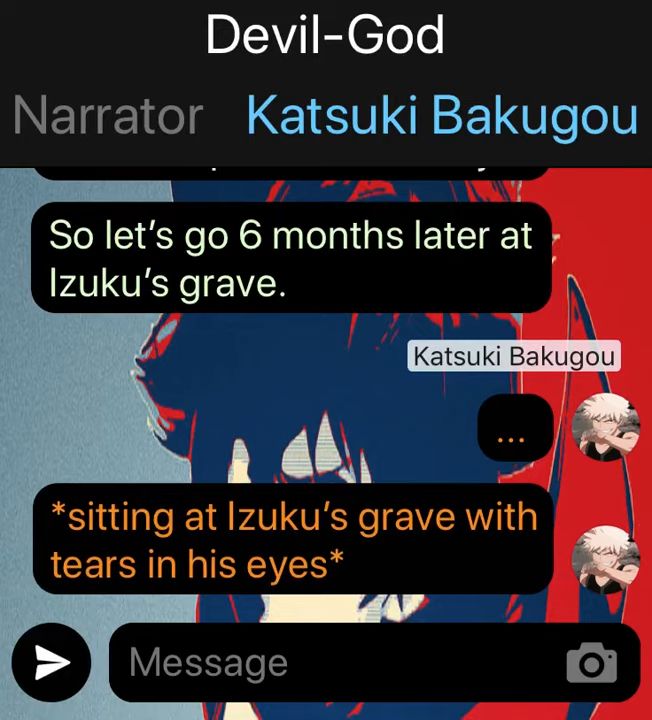 Devil-God
Narrator Katsuki Bakugou
So let’s go 6 months later at
Izuku’s grave.
Katsuki Bakugou
...
*sitting at Izuku’s grave with
tears in his eyes*
Message